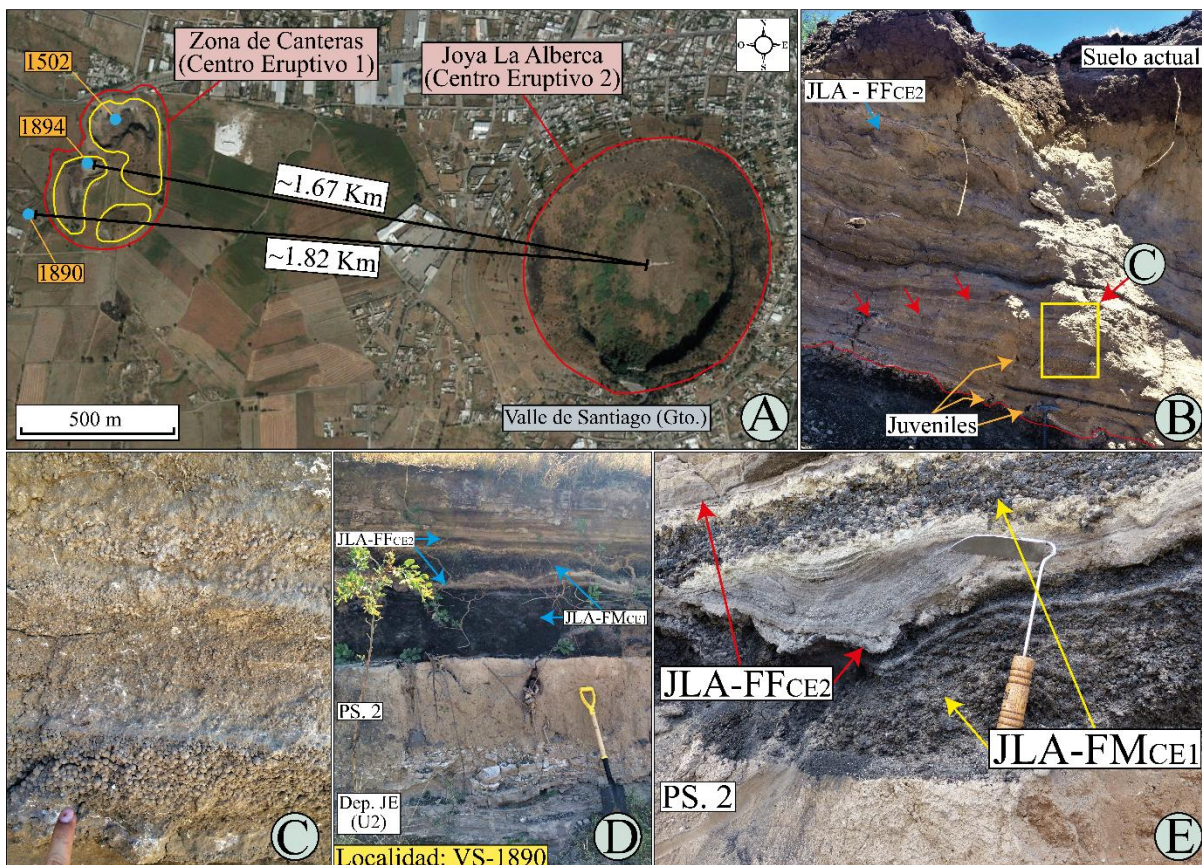 Zona de Canteras
(Centro Eruptivo 1)
Joya La Alberca
(Centro Eruptivo 2)
N
O
E
S
1502
1894
1890
~1.67 Km
~1.82 Km
500 m
Valle de Santiago (Gto.)
A
Suelo actual
JLA - FFCE2
C
Juveniles
B
C
JLA-FFCE2
JLA-FMCE1
PS. 2
Dep. JE
(U2)
Localidad: VS-1890
D
JLA-FFCE2
JLA-FMCE1
PS. 2
E